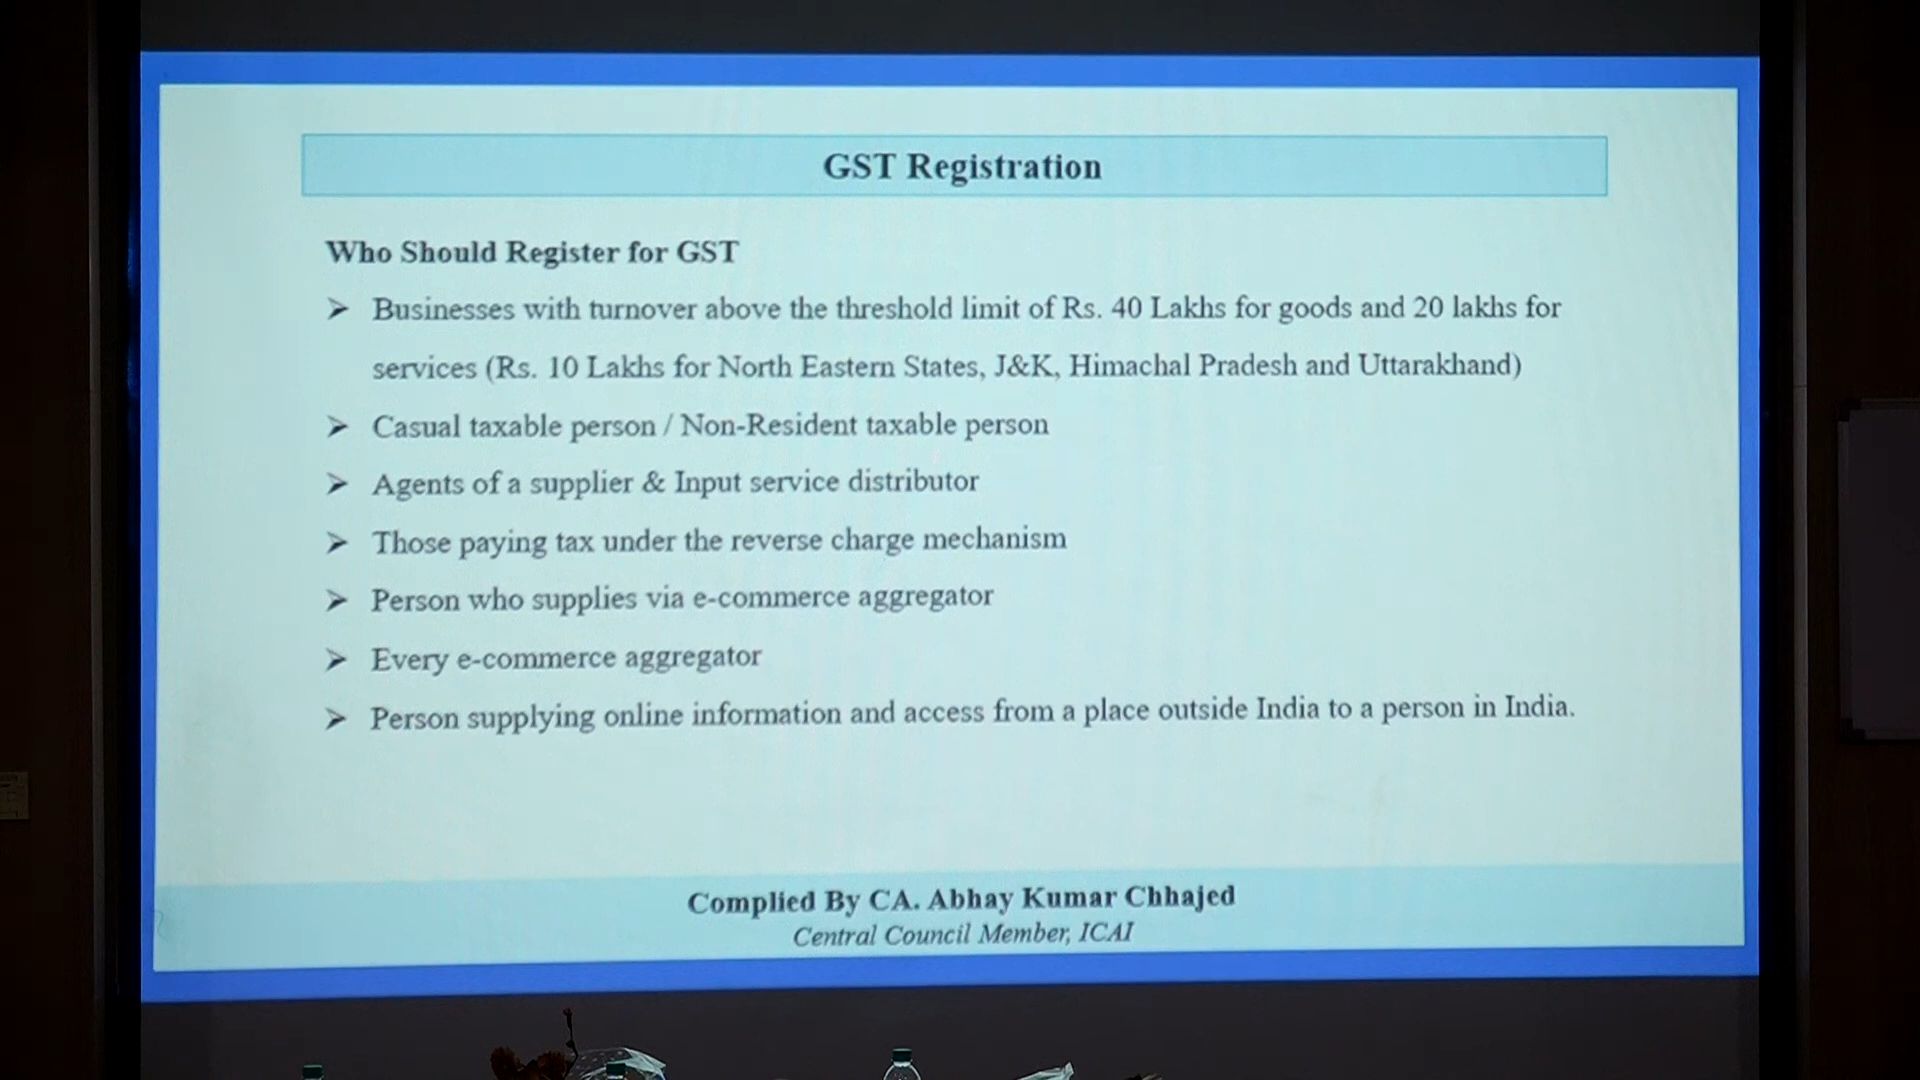 GST Registration
Who Should Register for GST
➢ Businesses with turnover above the threshold limit of Rs. 40 Lakhs for goods and 20 lakhs for
services (Rs. 10 Lakhs for North Eastern States, J&K, Himachal Pradesh and Uttarakhand)
➢ Casual taxable person / Non-Resident taxable person
➢ Agents of a supplier & Input service distributor
➢ Those paying tax under the reverse charge mechanism
➢ Person who supplies via e-commerce aggregator
➢ Every e-commerce aggregator
➢ Person supplying online information and access from a place outside India to a person in India.
Complied By CA. Abhay Kumar Chhajed
Central Council Member, ICAI